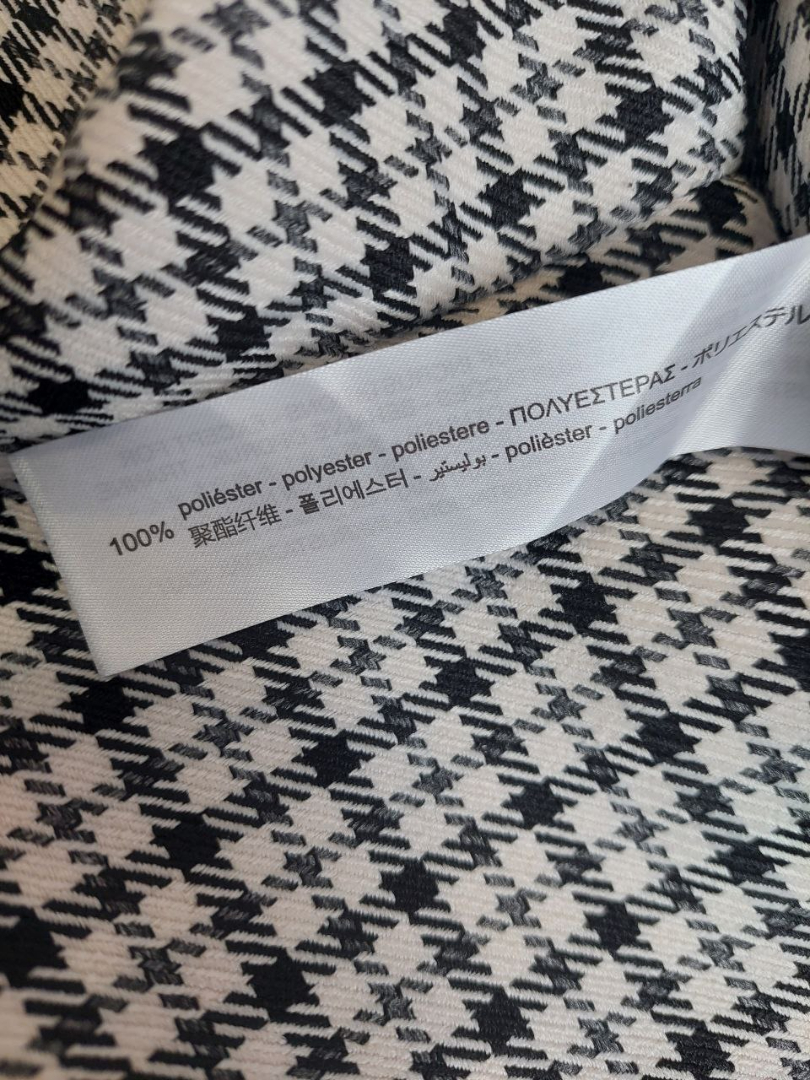 poliéster - polyester - poliestere - ΠΟΛΥΕΣΤΕΡΑΣ - ポリエステル
100% 聚酯纤维 - 폴리에스터 - بوليستير - polièster - poliesterra